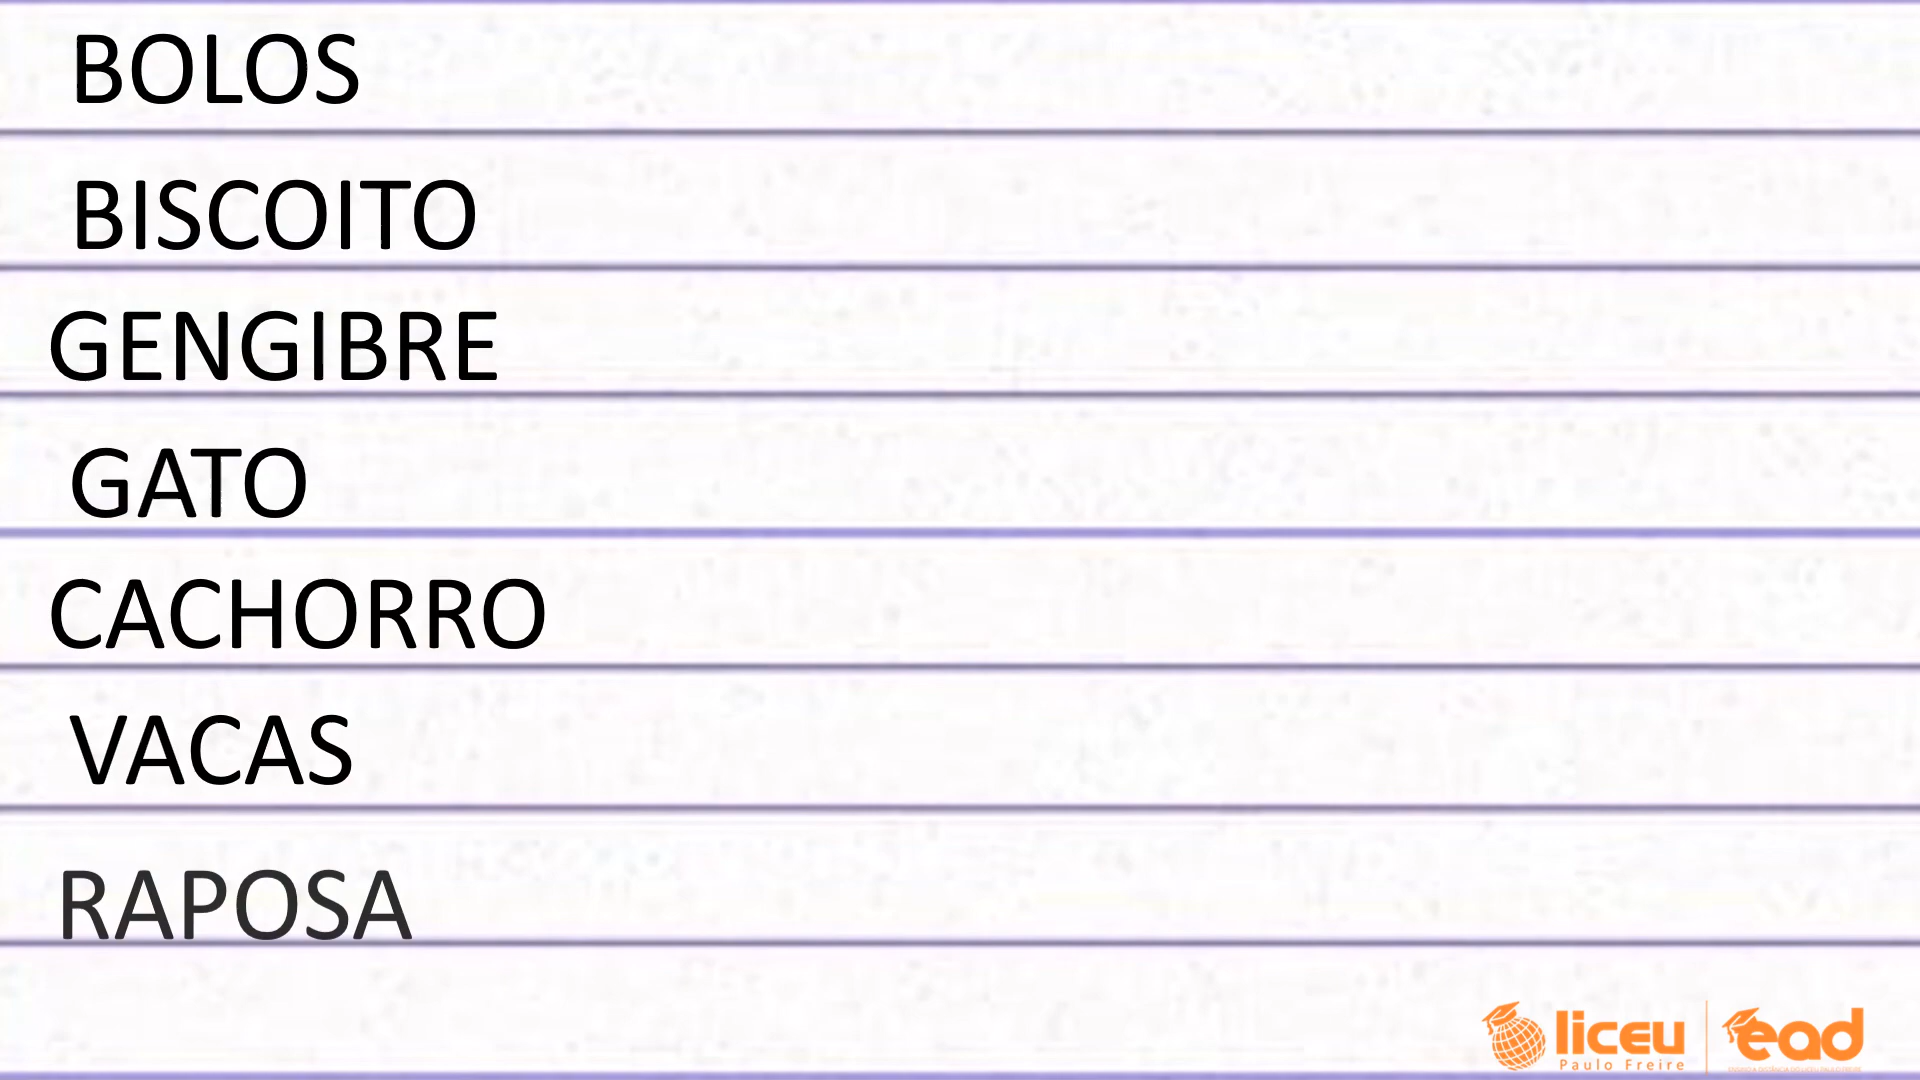 BOLOS
BISCOITO
GENGIBRE
GATO
CACHORRO
VACAS
RAPOSA
liceu
Paulo Freire
ead